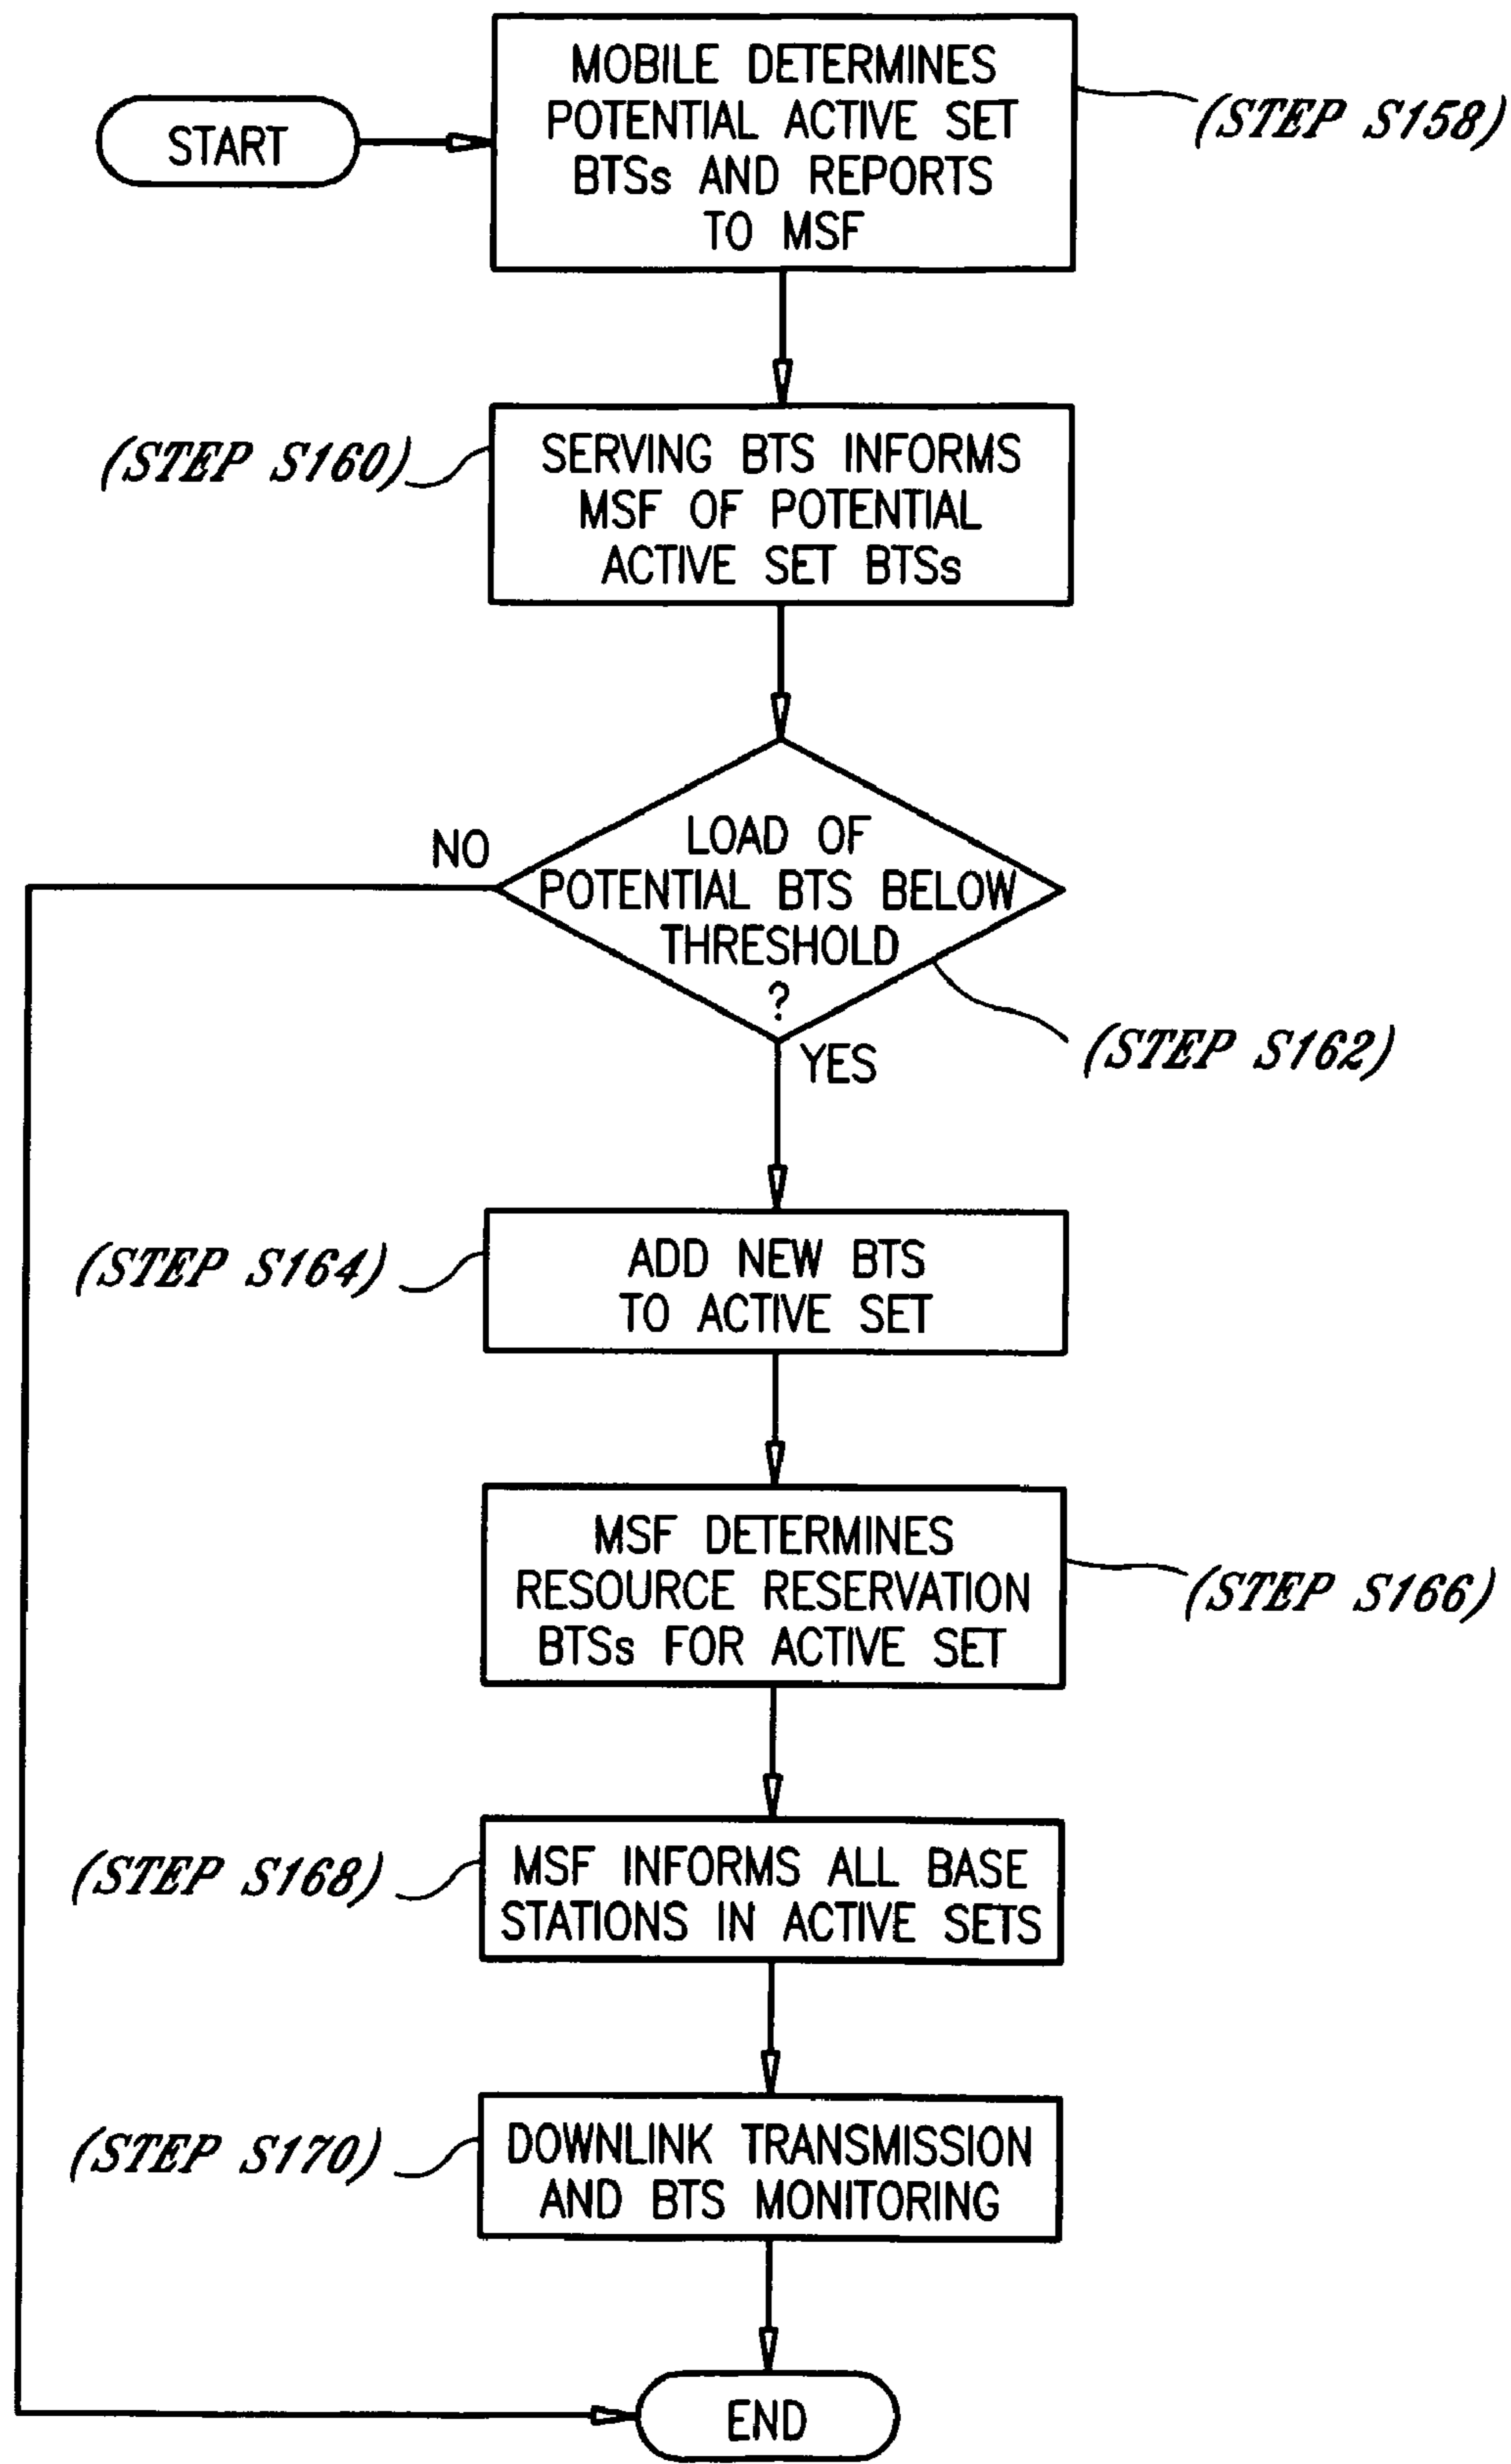 START
MOBILE DETERMINES
POTENTIAL ACTIVE SET
BTSs AND REPORTS
TO MSF
(STEP S158)
(STEP S160)
SERVING BTS INFORMS
MSF OF POTENTIAL
ACTIVE SET BTSs
NO
LOAD OF
POTENTIAL BTS BELOW
THRESHOLD
?
YES
(STEP S162)
(STEP S164)
ADD NEW BTS
TO ACTIVE SET
MSF DETERMINES
RESOURCE RESERVATION
BTSs FOR ACTIVE SET
(STEP S166)
(STEP S168)
MSF INFORMS ALL BASE
STATIONS IN ACTIVE SETS
(STEP S170)
DOWNLINK TRANSMISSION
AND BTS MONITORING
END